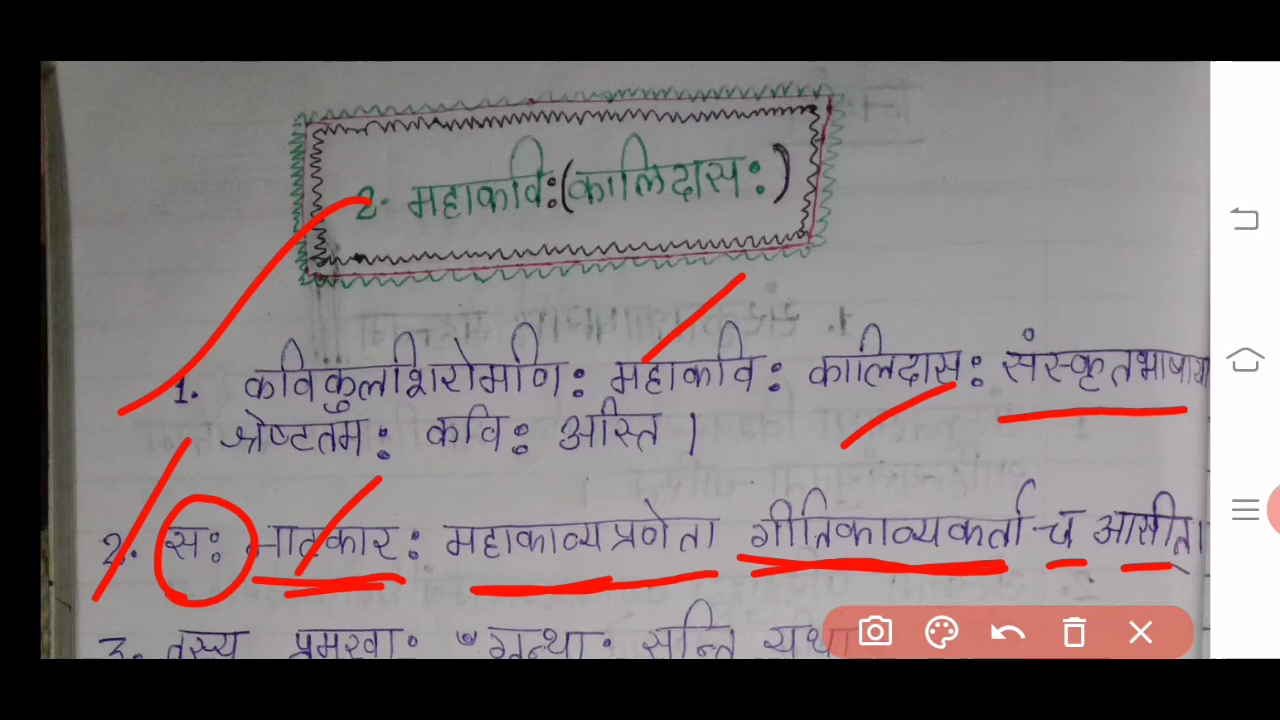 2. महाकवि:(कालिदास:)
1. कविकुलशिरोमणि: महाकवि: कालिदास: संस्कृतभाषाया
श्रेष्टतम: कवि: अस्ति ।
2. स: नाटककार: महाकाव्यप्रणेता गीतिकाव्यकर्ता च आसीत्।
3. तस्य प्रमुखा: ग्रन्था: सन्ति यथा